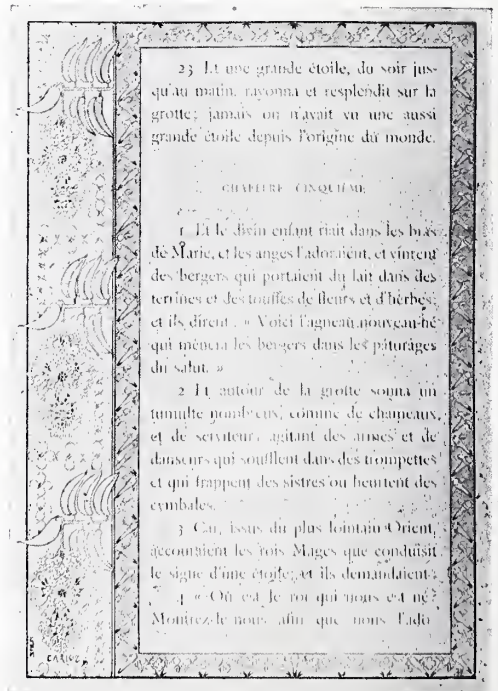 23 Et une grande étoile, du soir jus-
qu'au matin, rayonna et resplendit sur la
grotte; jamais on n'avait vu une aussi
grande étoile depuis l'origine du monde.
CHAPITRE CINQUIÈME
1 Et le divin enfant riait dans les bras
de Marie, et les anges l'adoraient, et vinrent
des bergers qui portaient du lait dans des
terrines et des touffes de fleurs et d'herbes;
et ils dirent : « Voici l'agneau nouveau-né
qui mènera les bergers dans les pâturages
du salut. »
2 Et autour de la grotte sonna un
tumulte nombreux, comme de chameaux,
et de serviteurs agitant des armes et de
danseurs qui soufflent dans des trompettes
et qui frappent des sistres ou heurtent des
cymbales.
3 Car, issus du plus lointain Orient,
accouraient les rois Mages que conduisit
le signe d'une étoile; et ils demandaient :
4 « Où est le roi qui nous est né?
Montrez-le-nous afin que nous l'ado-
CARLOZ